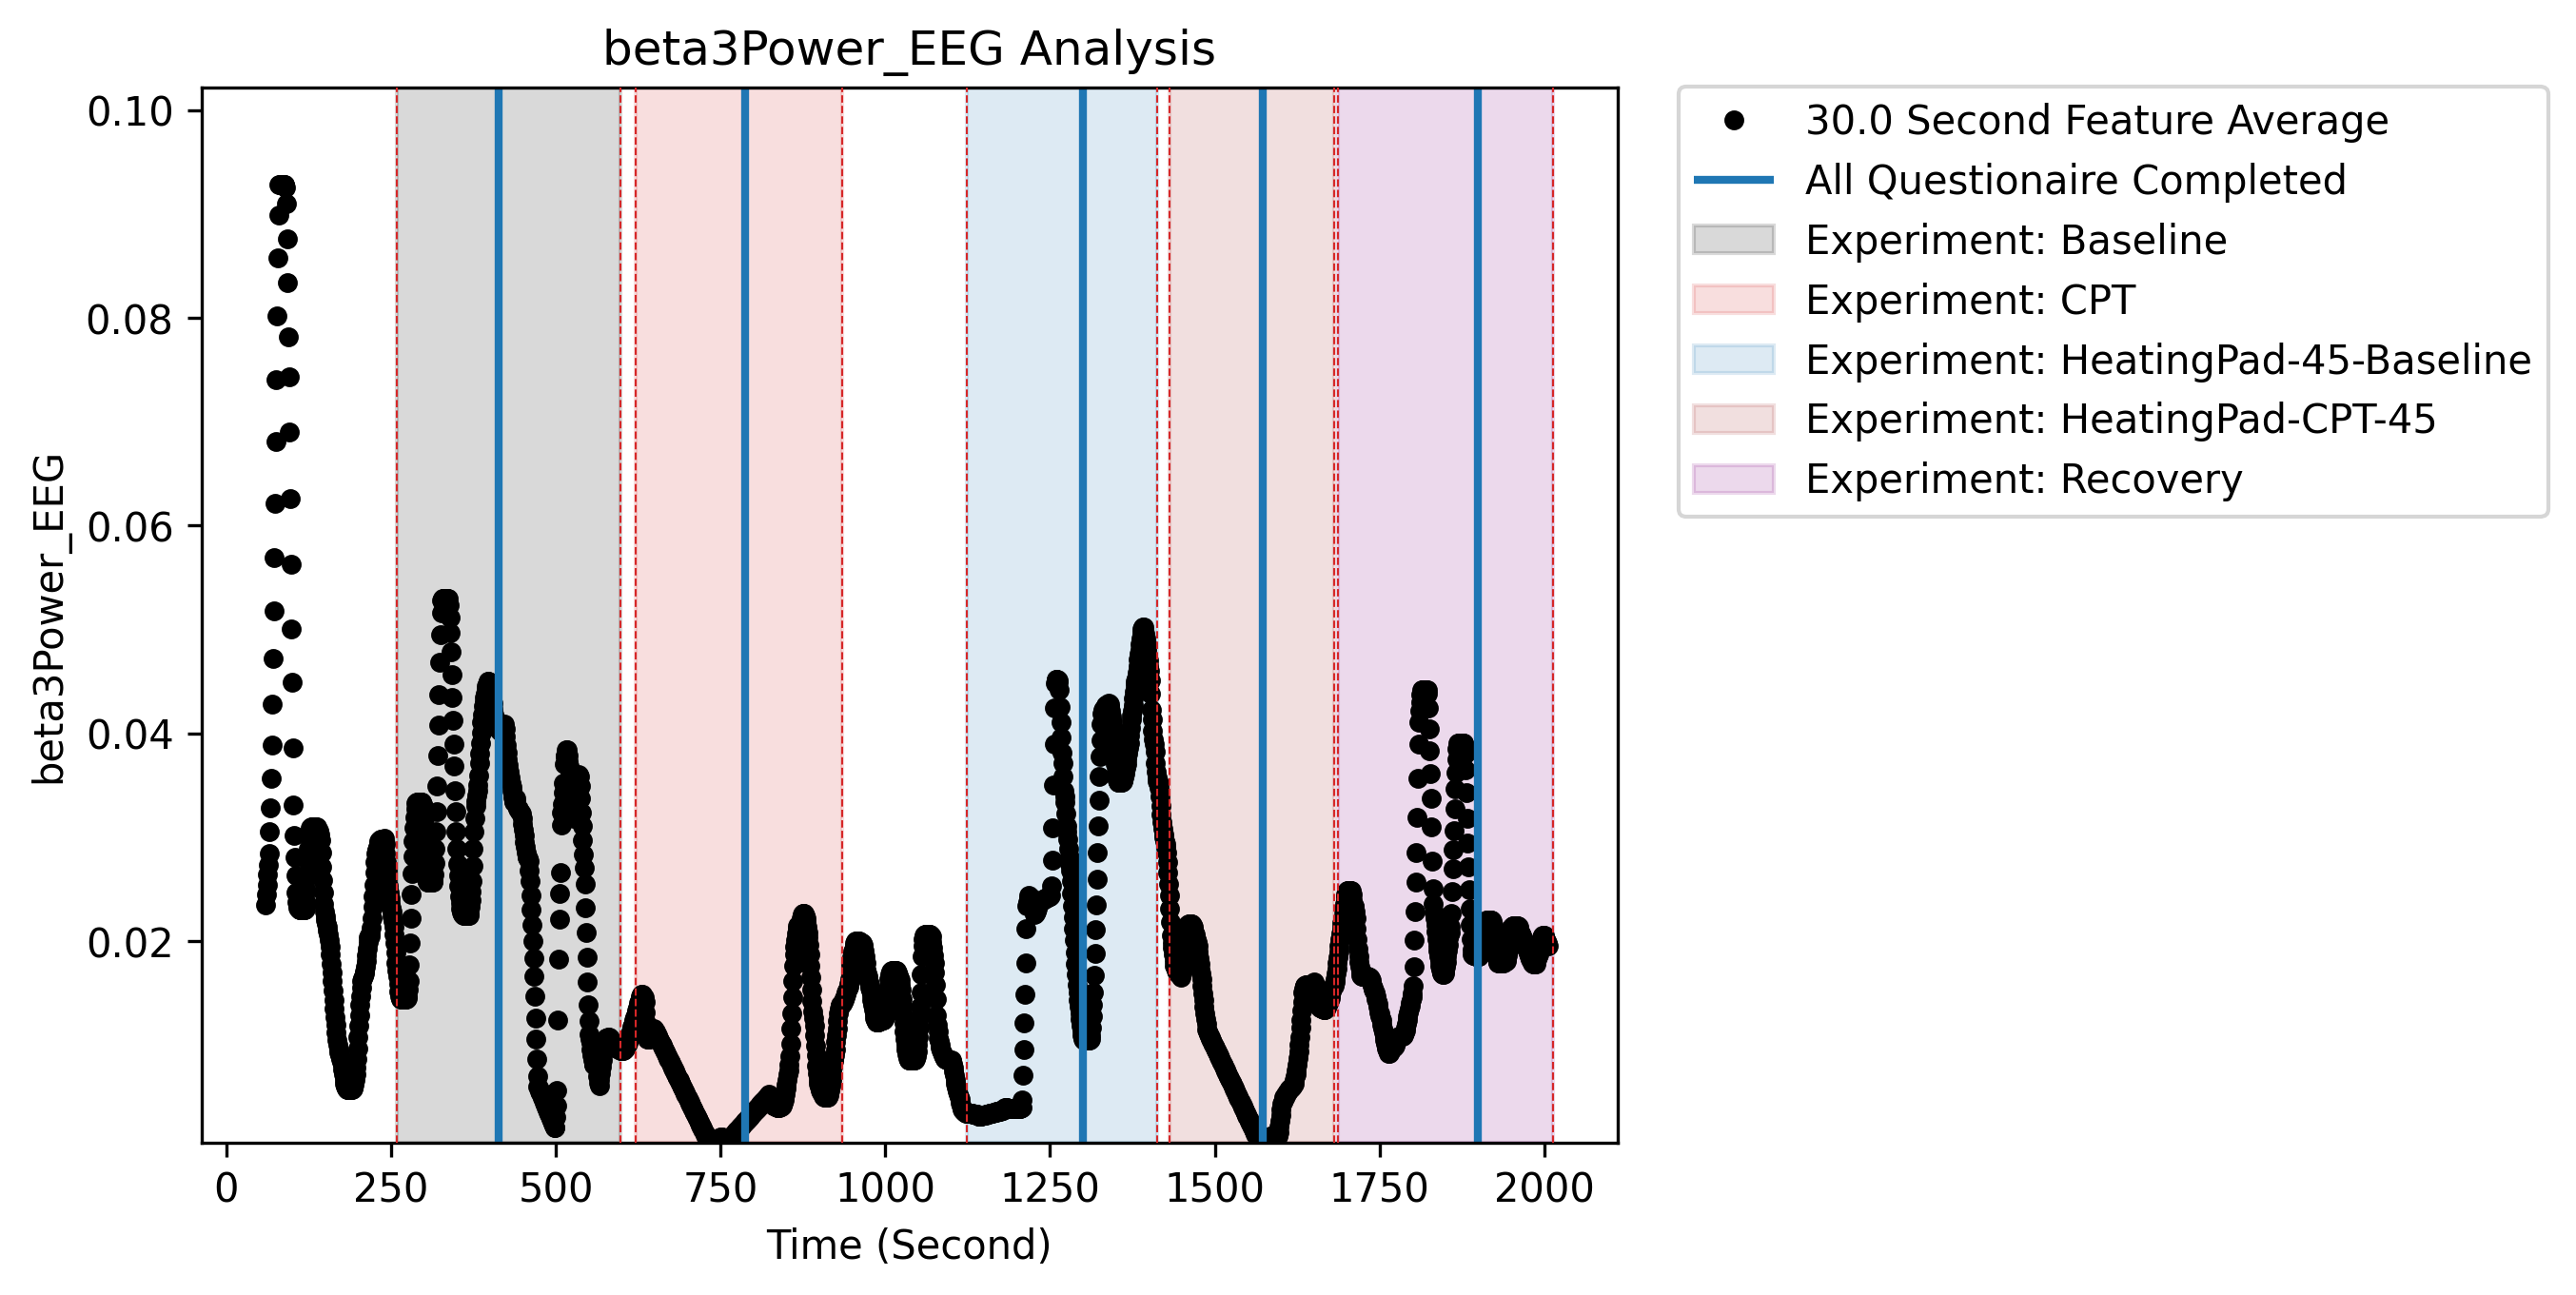 beta3Power_EEG Analysis
0.10
0.08
0.06
0.04
0.02
beta3Power_EEG
0 250 500 750 1000 1250 1500 1750 2000
Time (Second)
30.0 Second Feature Average
All Questionaire Completed
Experiment: Baseline
Experiment: CPT
Experiment: HeatingPad-45-Baseline
Experiment: HeatingPad-CPT-45
Experiment: Recovery